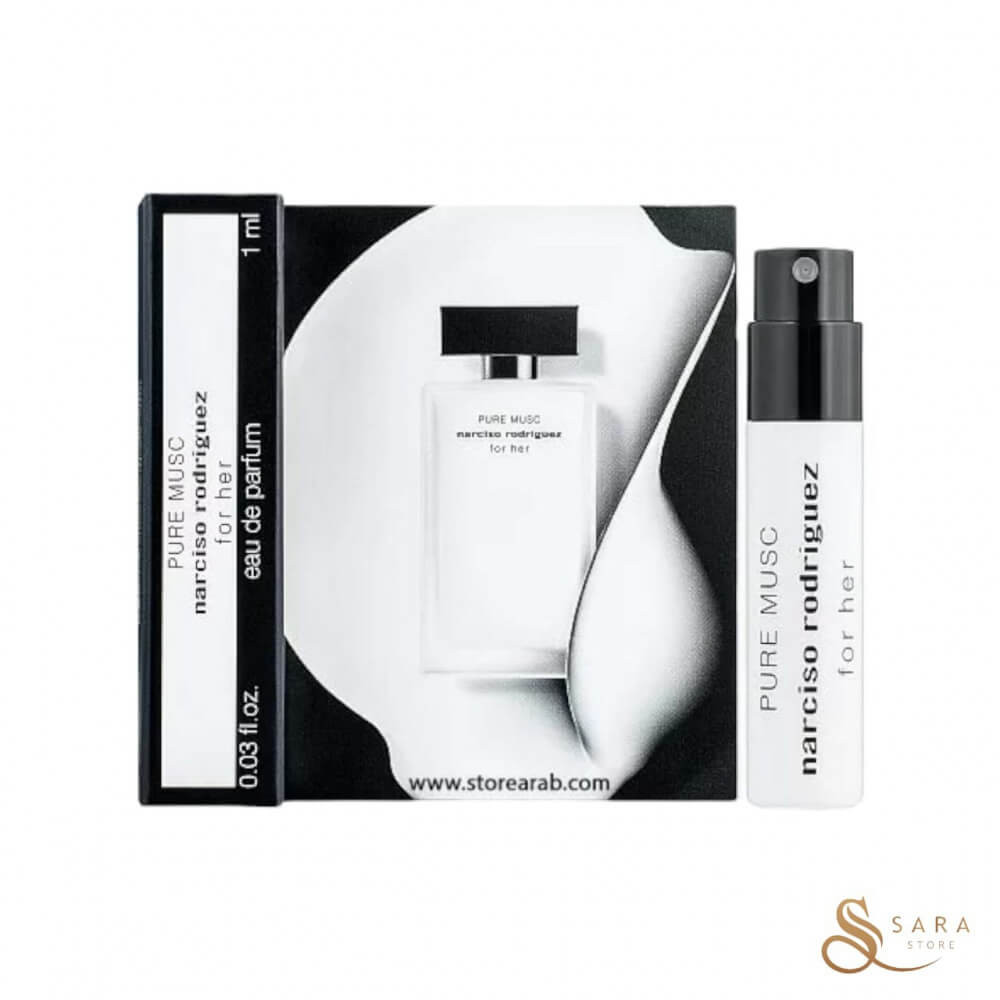 PURE MUSC
narciso rodriguez
for her
eau de parfum
0.03 fl.oz.
1 ml
PURE MUSC
narciso rodriguez
for her
www.storearab.com
PURE MUSC
narciso rodriguez
for her
SARA
STORE